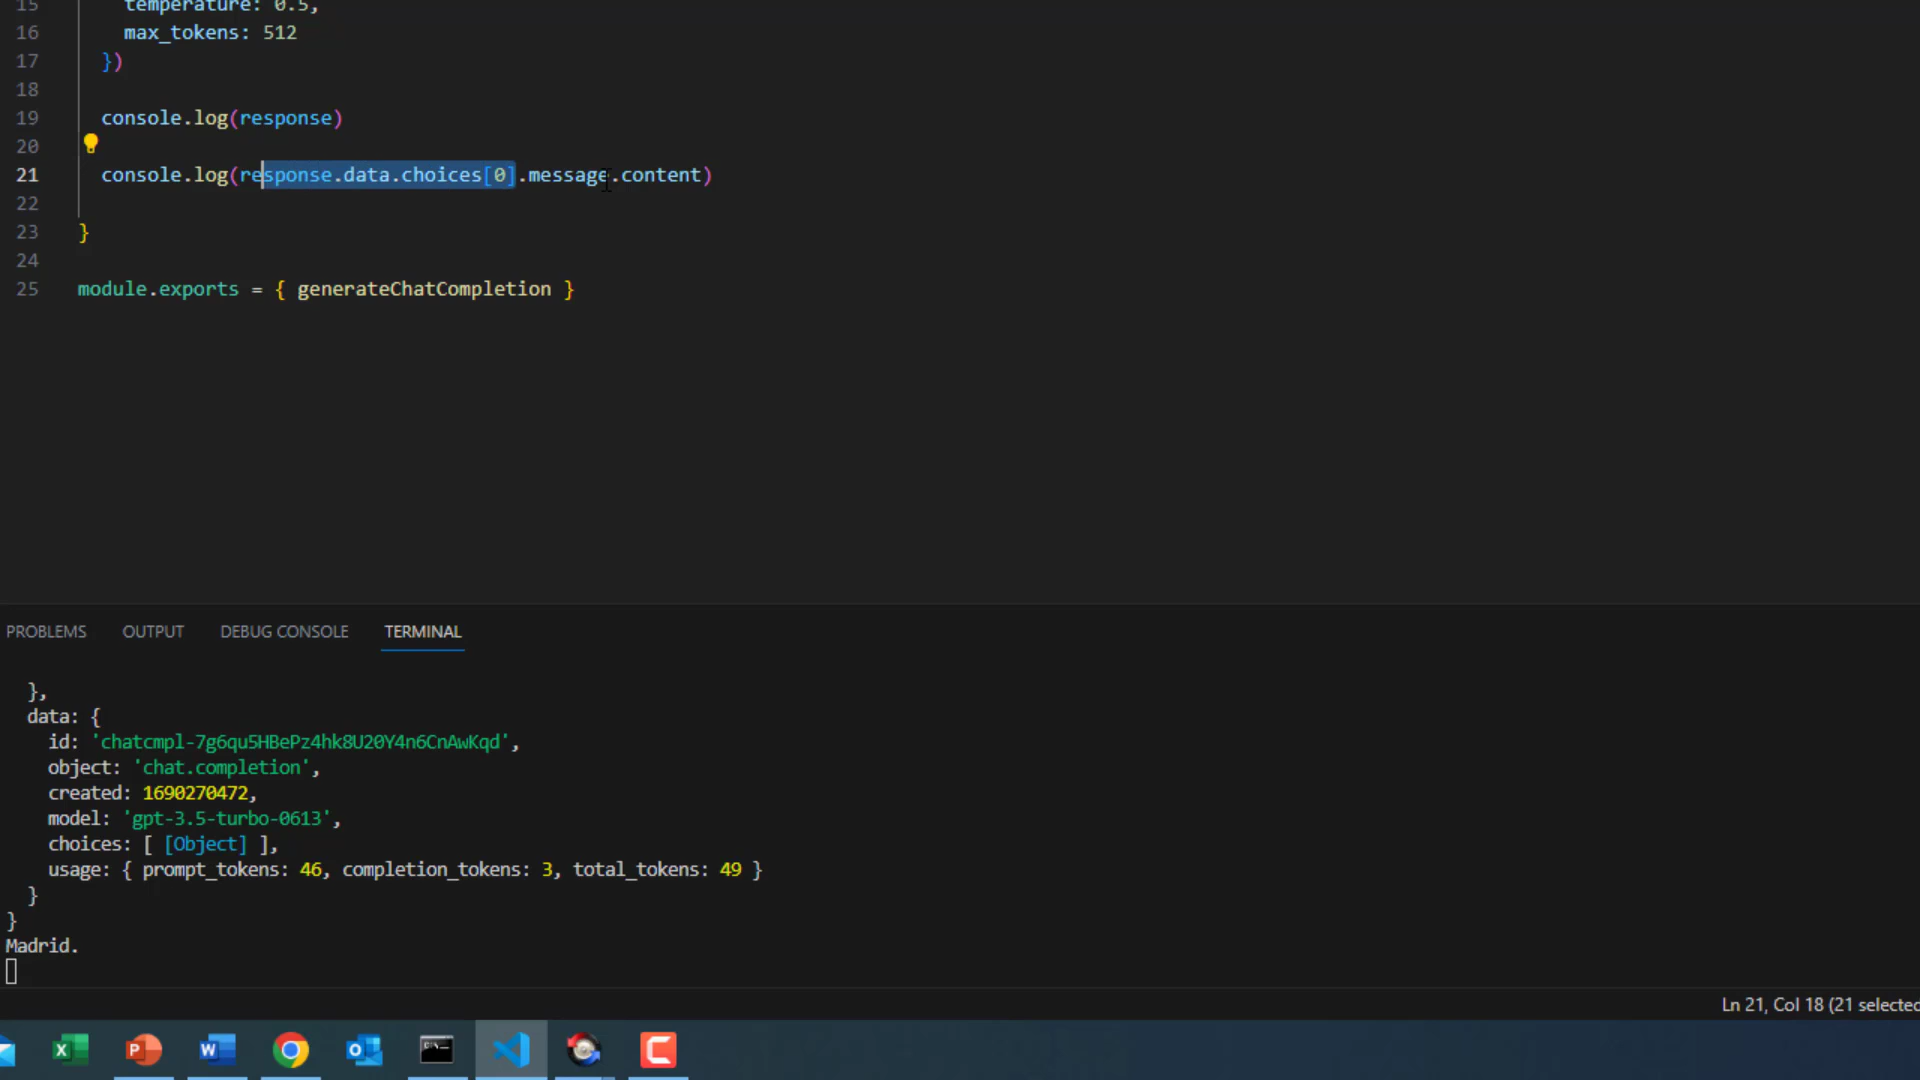 15 temperature: 0.5,
16 max_tokens: 512
17 })
18
19 console.log(response)
20
21 console.log(response.data.choices[0].message.content)
22
23 }
24
25 module.exports = { generateChatCompletion }
PROBLEMS OUTPUT DEBUG CONSOLE TERMINAL
},
data: {
id: 'chatcmpl-7g6qu5HBePz4hk8U20Y4n6CnAwKqd',
object: 'chat.completion',
created: 1690270472,
model: 'gpt-3.5-turbo-0613',
choices: [ [Object] ],
usage: { prompt_tokens: 46, completion_tokens: 3, total_tokens: 49 }
}
}
Madrid.
Ln 21, Col 18 (21 selected